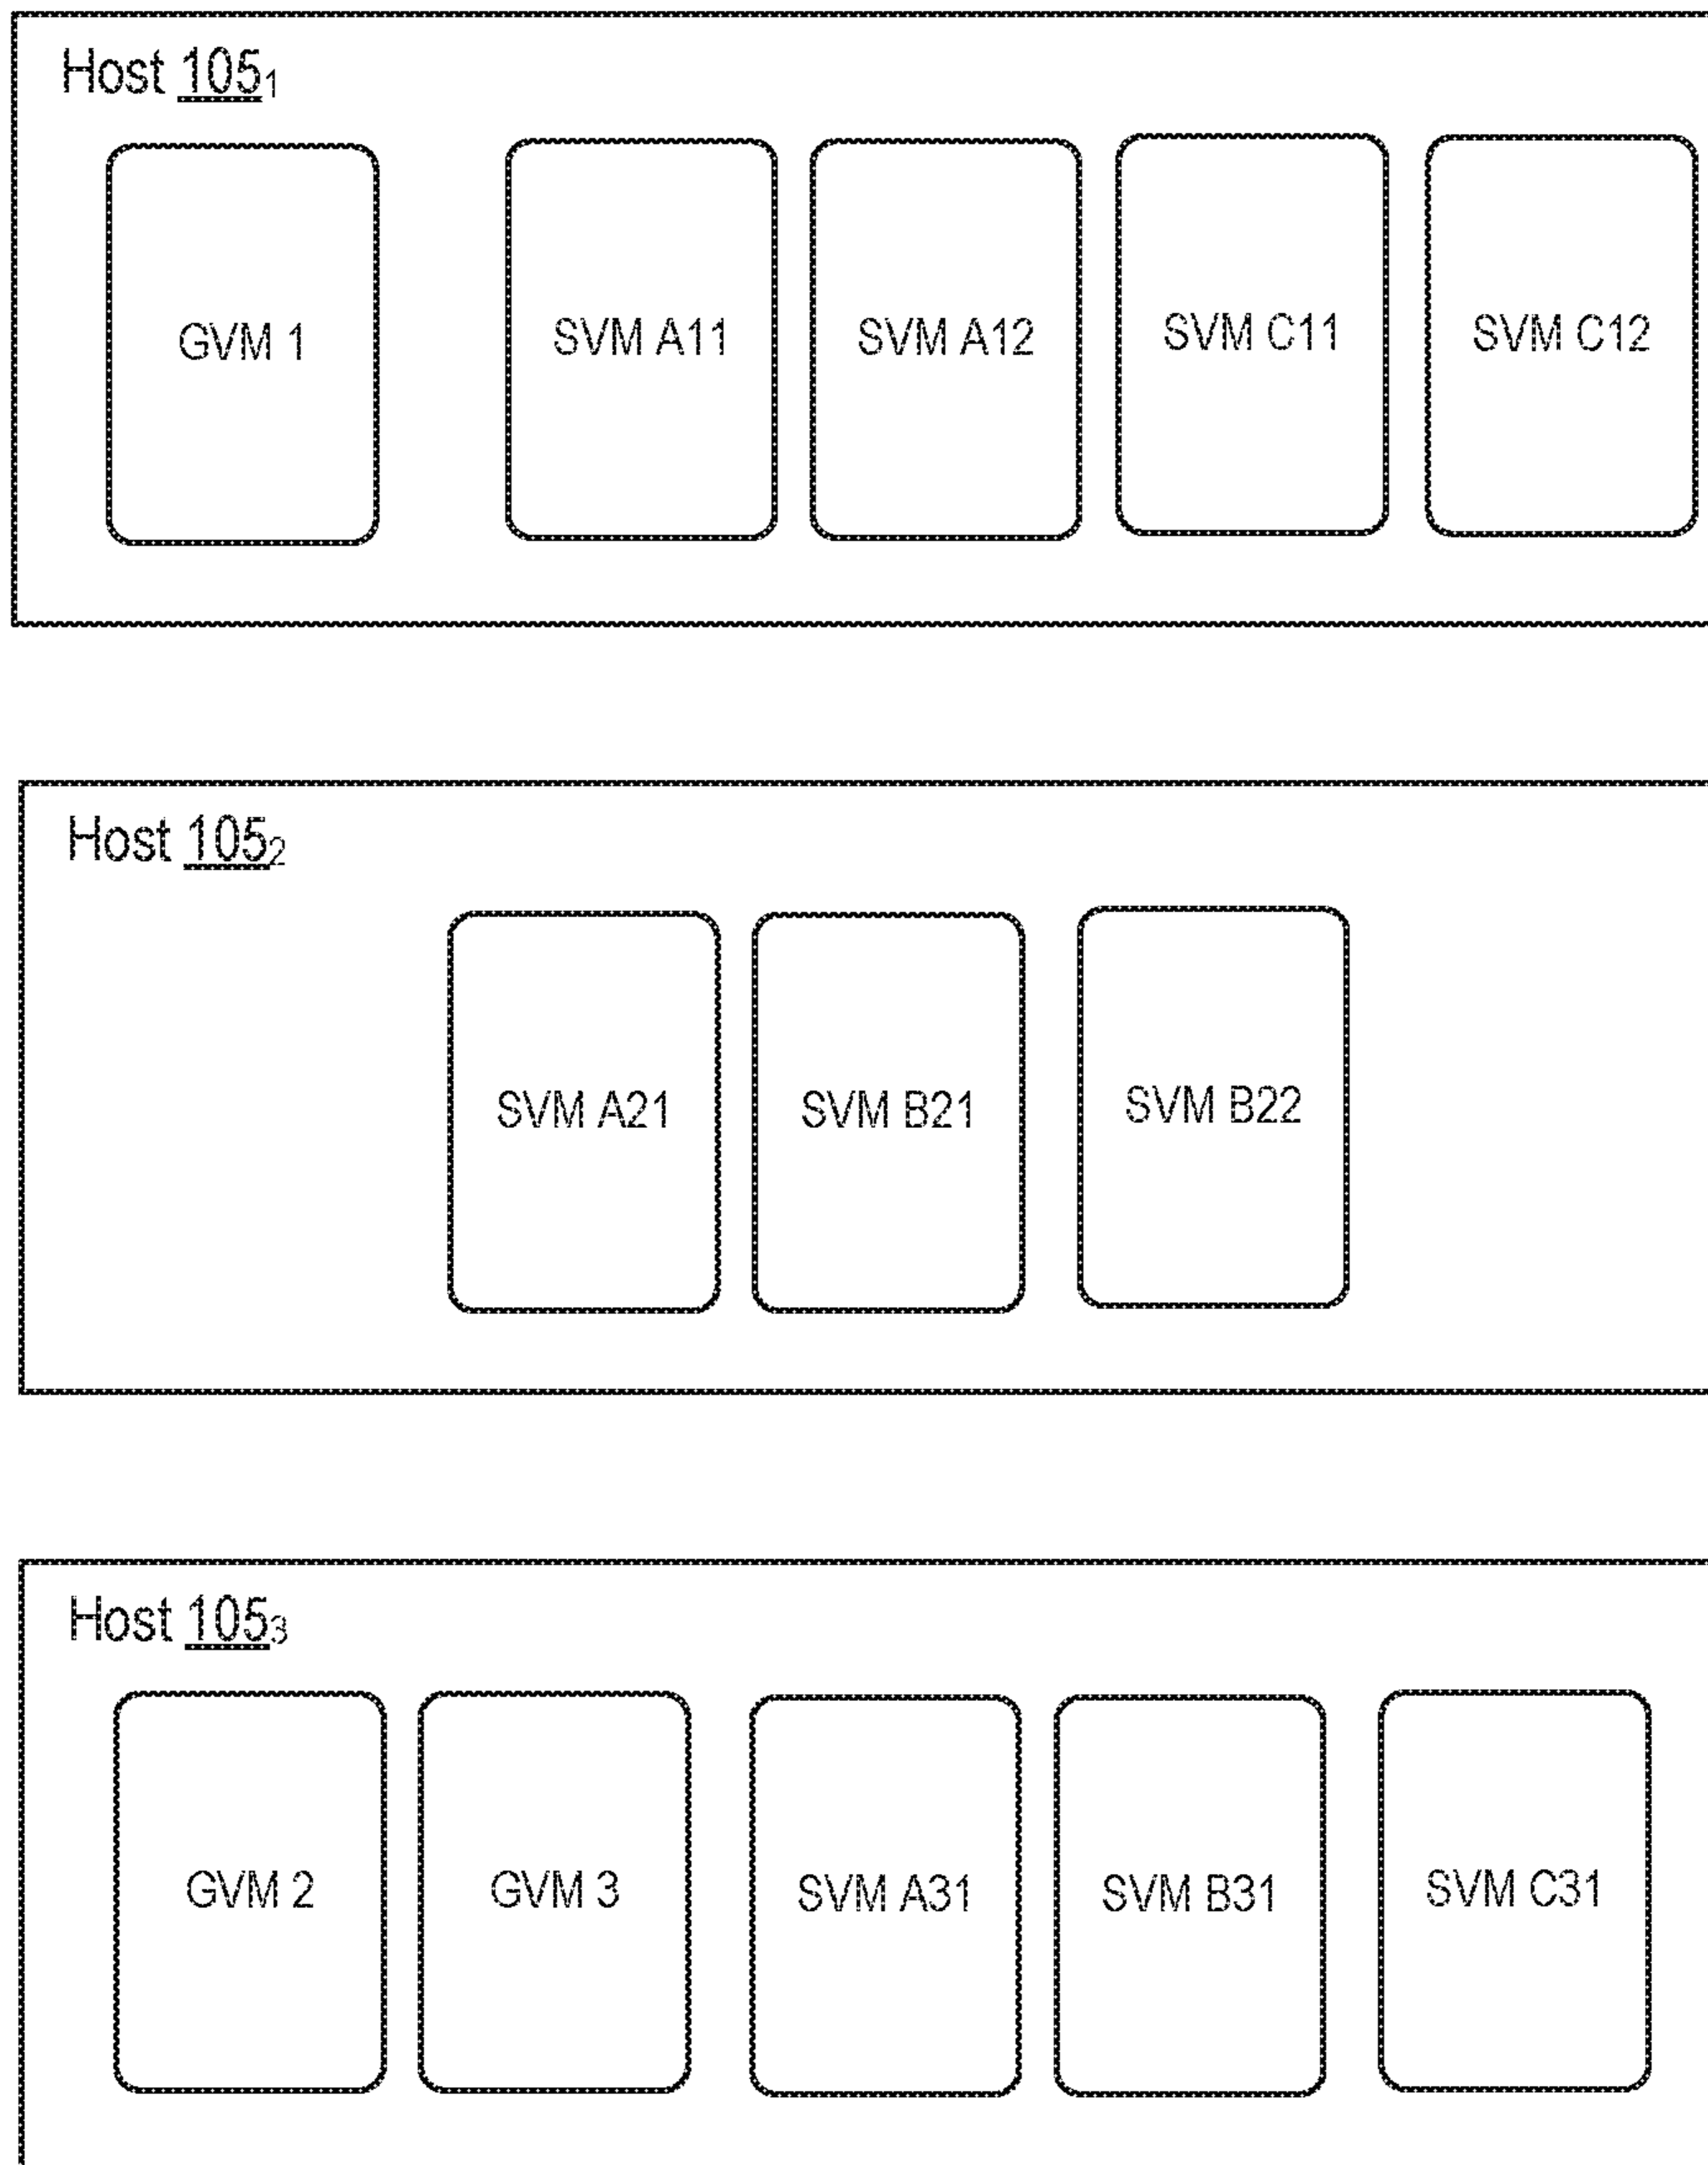 Host 105₁
GVM 1
SVM A11
SVM A12
SVM C11
SVM C12
Host 105₂
SVM A21
SVM B21
SVM B22
Host 105₃
GVM 2
GVM 3
SVM A31
SVM B31
SVM C31